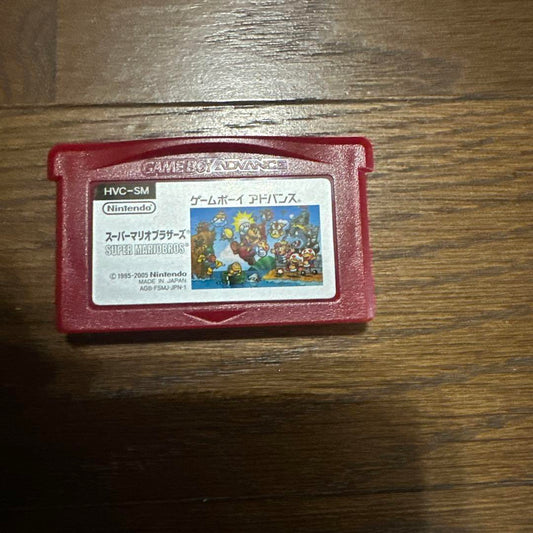 GAME BOY ADVANCE
HVC-SM
Nintendo
ゲームボーイ アドバンス®
スーパーマリオブラザーズ®
SUPER MARIOBROS®
© 1985-2005 Nintendo
MADE IN JAPAN
AGB-FSMJ-JPN-1